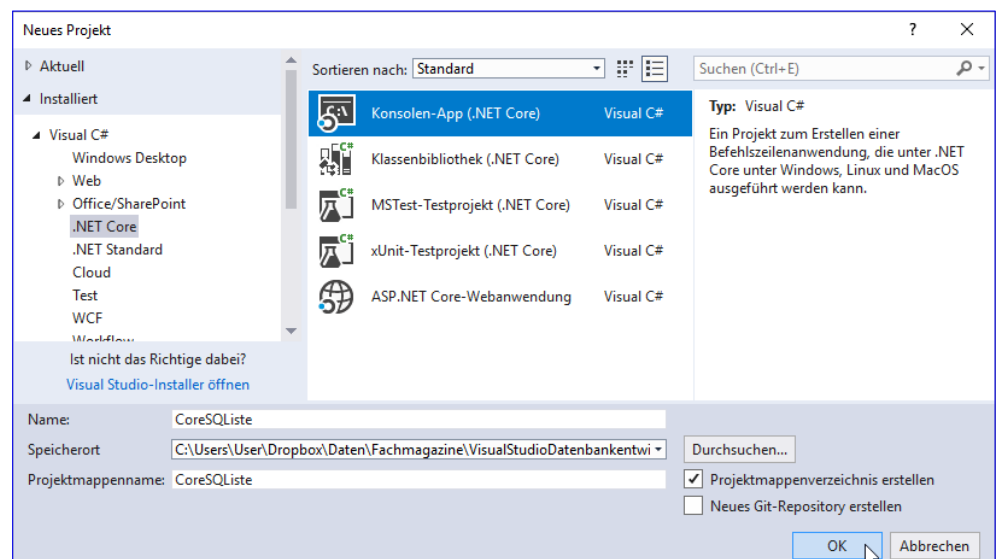 Neues Projekt
Aktuell
Installiert
Visual C#
Windows Desktop
Web
Office/SharePoint
.NET Core
.NET Standard
Cloud
Test
WCF
Workflow
Ist nicht das Richtige dabei?
Visual Studio-Installer öffnen
Sortieren nach: Standard
Konsolen-App (.NET Core) Visual C#
Klassenbibliothek (.NET Core) Visual C#
MSTest-Testprojekt (.NET Core) Visual C#
xUnit-Testprojekt (.NET Core) Visual C#
ASP.NET Core-Webanwendung Visual C#
Suchen (Ctrl+E)
Typ: Visual C#
Ein Projekt zum Erstellen einer
Befehlszeilenanwendung, die unter .NET
Core unter Windows, Linux und MacOS
ausgeführt werden kann.
Name: CoreSQListe
Speicherort C:\Users\User\Dropbox\Daten\Fachmagazine\VisualStudioDatenbankentwi
Durchsuchen...
Projektmappenname: CoreSQListe
Projektmappenverzeichnis erstellen
Neues Git-Repository erstellen
OK Abbrechen